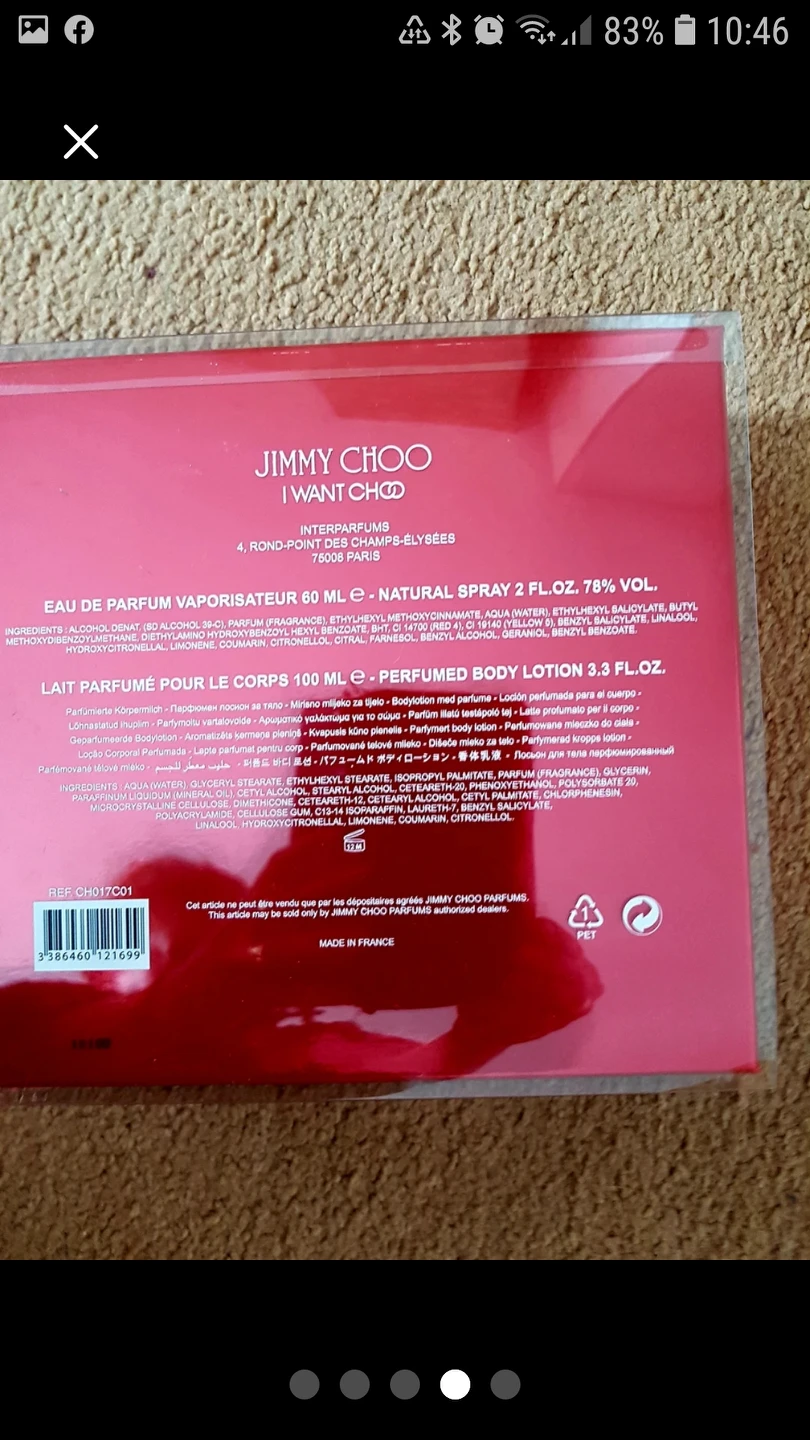 83% 10:46
JIMMY CHOO
I WANT CHOO
INTERPARFUMS
4, ROND-POINT DES CHAMPS-ÉLYSÉES
75008 PARIS
EAU DE PARFUM VAPORISATEUR 60 ML e - NATURAL SPRAY 2 FL.OZ. 78% VOL.
INGREDIENTS : ALCOHOL DENAT. (SD ALCOHOL 39-C), PARFUM (FRAGRANCE), ETHYLHEXYL METHOXYCINNAMATE, AQUA (WATER), ETHYLHEXYL SALICYLATE, BUTYL
METHOXYDIBENZOYLMETHANE, DIETHYLAMINO HYDROXYBENZOYL HEXYL BENZOATE, BHT, CI 14700 (RED 4), CI 19140 (YELLOW 5), BENZYL SALICYLATE, LINALOOL,
HYDROXYCITRONELLAL, LIMONENE, COUMARIN, CITRONELLOL, CITRAL, FARNESOL, BENZYL ALCOHOL, GERANIOL, BENZYL BENZOATE.
LAIT PARFUMÉ POUR LE CORPS 100 ML e - PERFUMED BODY LOTION 3.3 FL.OZ.
Parfümierte Körpermilch - Парфюмен лосион за тяло - Mirisno mlijeko za tijelo - Bodylotion med parfume - Loción perfumada para el cuerpo -
Lõhnastatud ihupiim - Parfymoitu vartalovoide - Αρωματικό γαλάκτωμα για το σώμα - Parfüm illatú testápoló tej - Latte profumato per il corpo -
Geparfumeerde Bodylotion - Aromatizēts ķermeņa pieniņš - Kvapusis kūno pienelis - Parfymert body lotion - Perfumowane mleczko do ciała -
Loção Corporal Parfumada - Lapte parfumat pentru corp - Parfumované telové mlieko - Dišeče mleko za telo - Parfymerad kropps lotion -
Parfémované tělové mléko - حليب معطر للجسم - 퍼퓸드 바디 로션 - パフュームド ボディローション - 香体乳液 - Лосьон для тела парфюмированный
INGREDIENTS : AQUA (WATER), GLYCERYL STEARATE, ETHYLHEXYL STEARATE, ISOPROPYL PALMITATE, PARFUM (FRAGRANCE), GLYCERIN,
PARAFFINUM LIQUIDUM (MINERAL OIL), CETYL ALCOHOL, STEARYL ALCOHOL, CETEARETH-20, PHENOXYETHANOL, POLYSORBATE 20,
MICROCRYSTALLINE CELLULOSE, DIMETHICONE, CETEARETH-12, CETEARYL ALCOHOL, CETYL PALMITATE, CHLORPHENESIN,
POLYACRYLAMIDE, CELLULOSE GUM, C13-14 ISOPARAFFIN, LAURETH-7, BENZYL SALICYLATE,
LINALOOL, HYDROXYCITRONELLAL, LIMONENE, COUMARIN, CITRONELLOL.
12 M
REF. CH017C01
3 386460 121699
Cet article ne peut être vendu que par les dépositaires agréés JIMMY CHOO PARFUMS.
This article may be sold only by JIMMY CHOO PARFUMS authorized dealers.
MADE IN FRANCE
1
PET